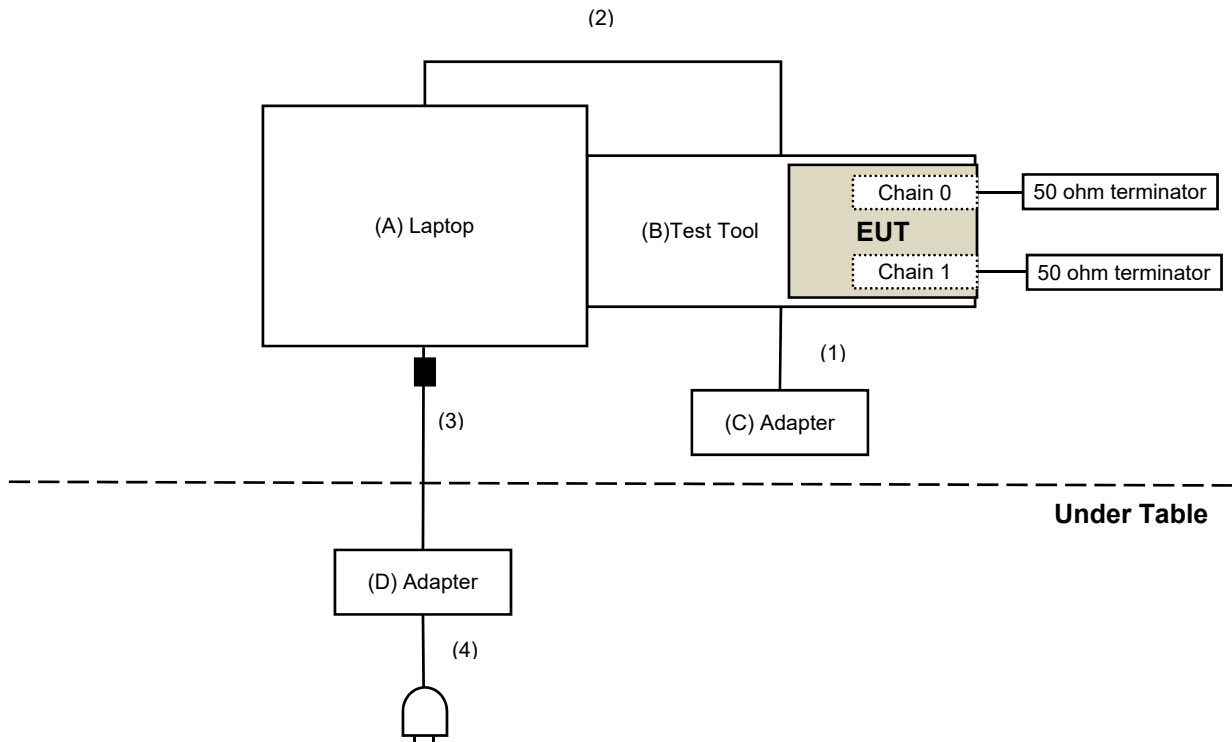 (2)
(A) Laptop
(B)Test Tool
EUT
Chain 0
Chain 1
50 ohm terminator
50 ohm terminator
(1)
(C) Adapter
(3)
Under Table
(D) Adapter
(4)